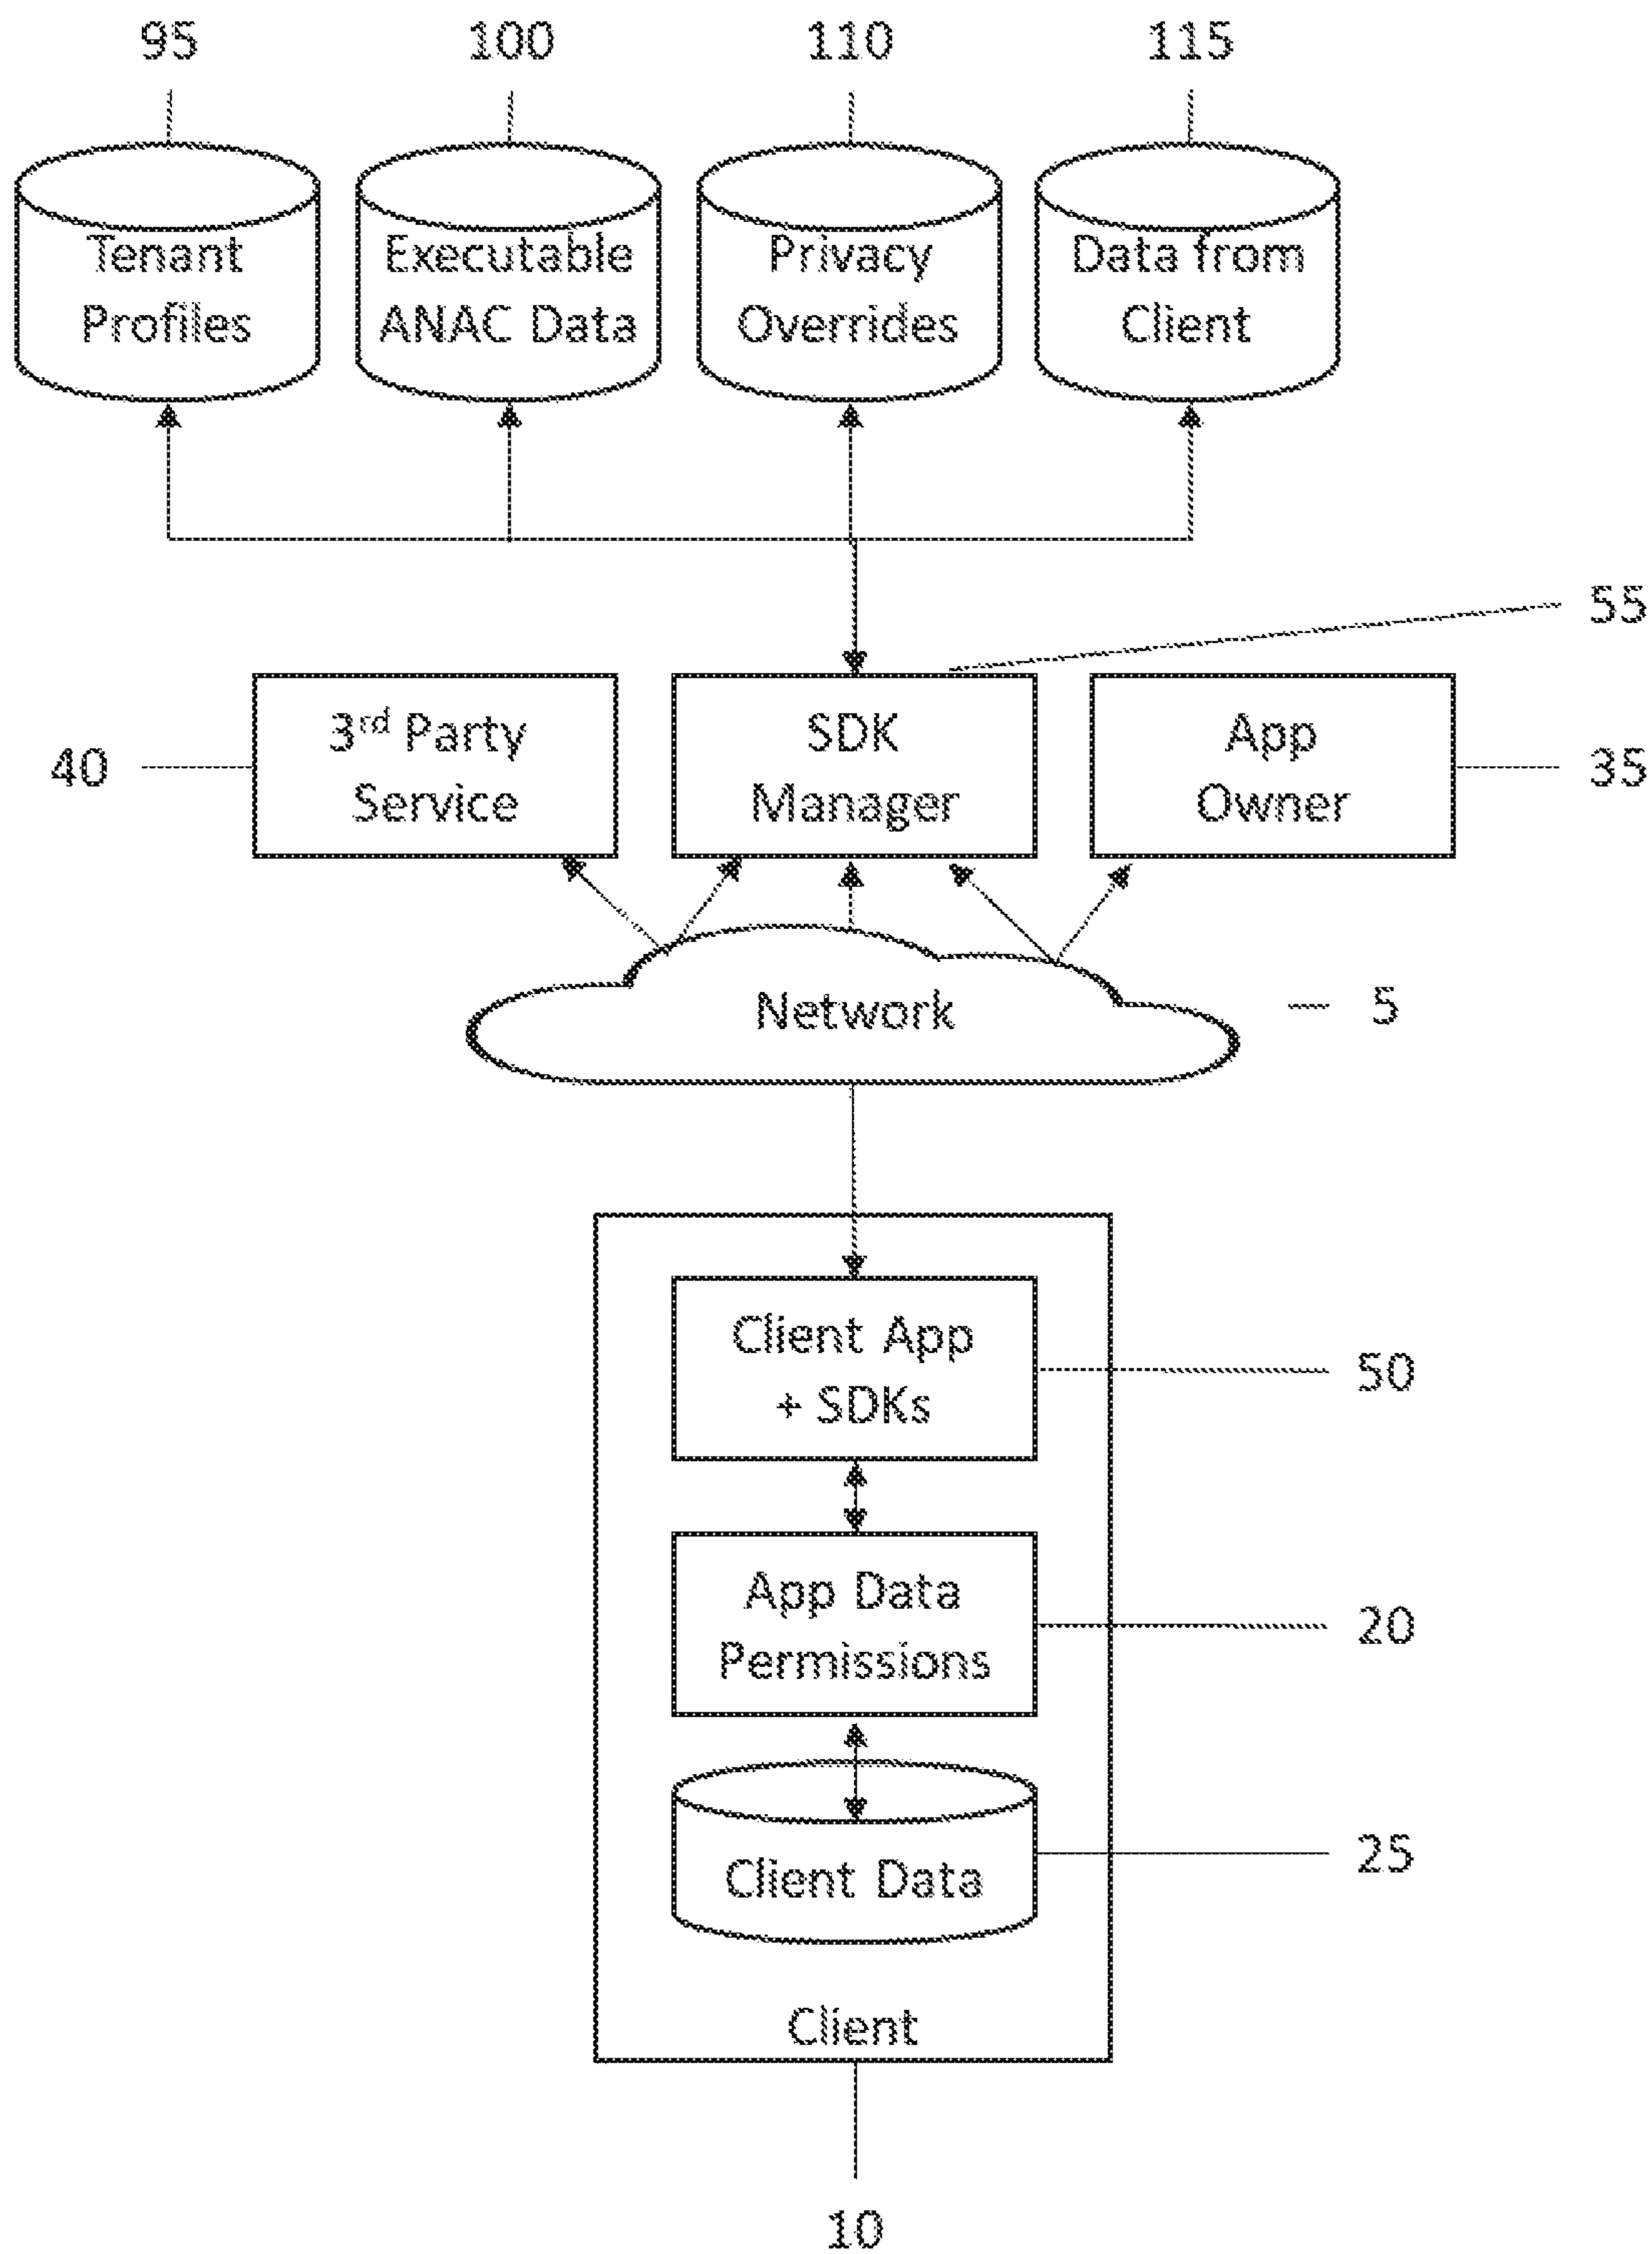 95 100 110 115
Tenant
Profiles
Executable
ANAC Data
Privacy
Overrides
Data from
Client
55
40
3rd Party
Service
SDK
Manager
App
Owner
35
Network
5
Client App
+ SDKs
50
App Data
Permissions
20
Client Data
25
Client
10